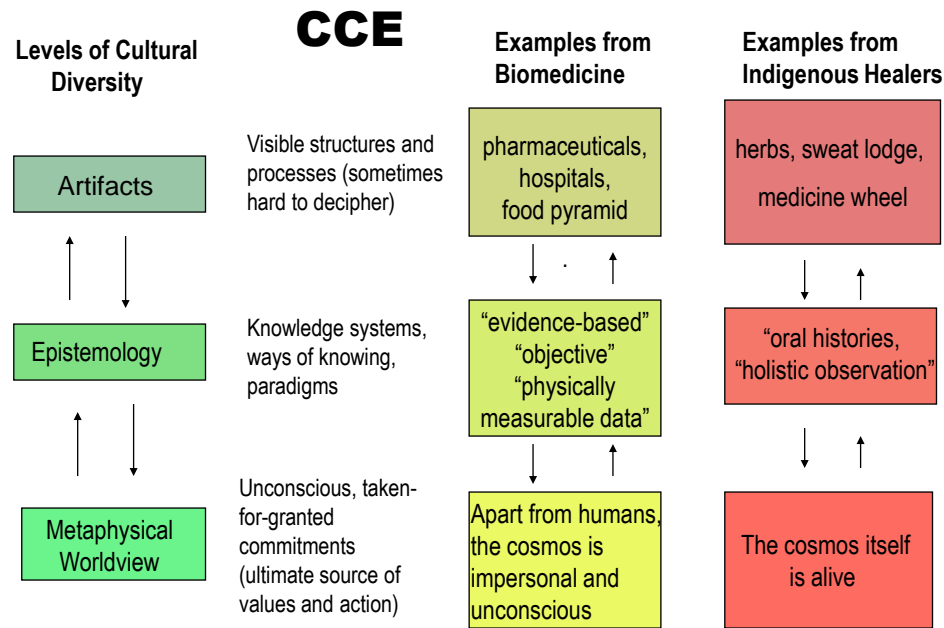 CCE
Levels of Cultural
Diversity
Examples from
Biomedicine
Examples from
Indigenous Healers
Artifacts
Visible structures and
processes (sometimes
hard to decipher)
pharmaceuticals,
hospitals,
food pyramid
herbs, sweat lodge,
medicine wheel
.
Epistemology
Knowledge systems,
ways of knowing,
paradigms
“evidence-based”
“objective”
“physically
measurable data”
“oral histories,
“holistic observation”
Metaphysical
Worldview
Unconscious, taken-
for-granted
commitments
(ultimate source of
values and action)
Apart from humans,
the cosmos is
impersonal and
unconscious
The cosmos itself
is alive